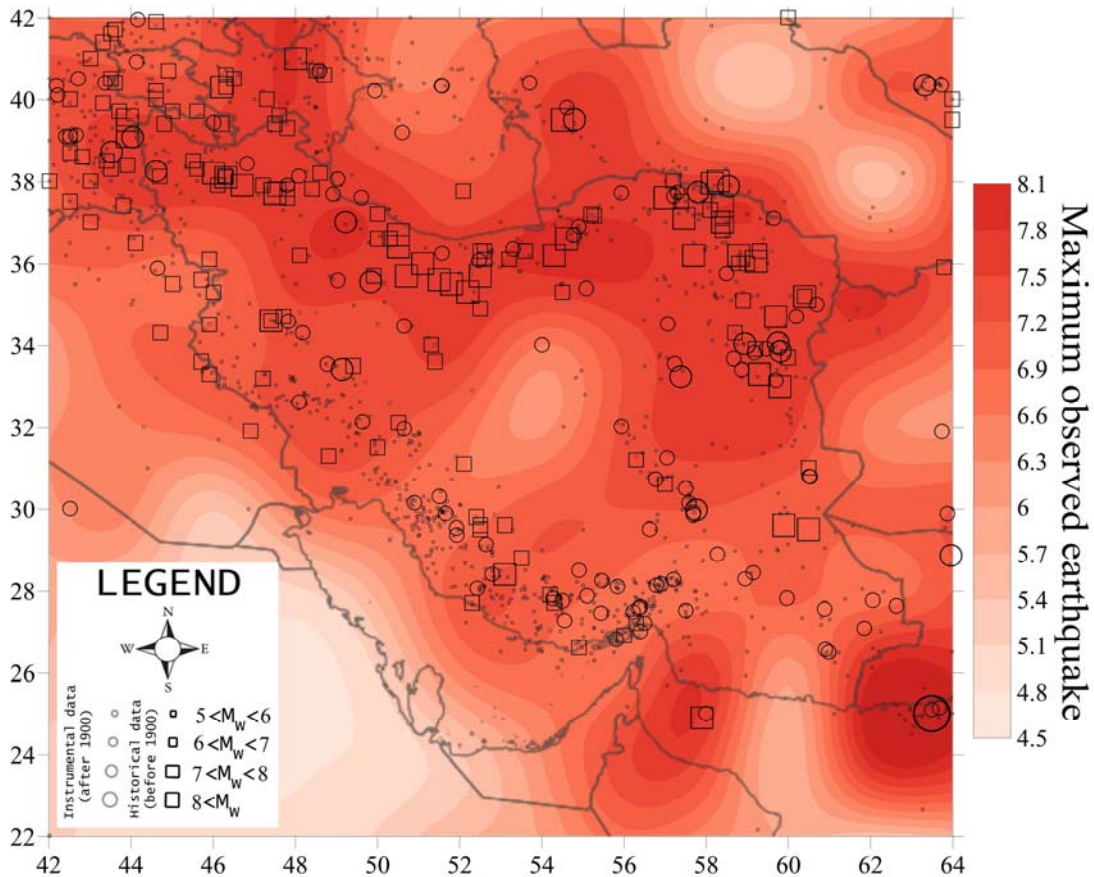 42
40
38
36
34
32
30
28
26
24
22
42 44 46 48 50 52 54 56 58 60 62 64
LEGEND
N
W E
S
Instrumental data
(after 1900)
Historical data
(before 1900)
5<MW<6
6<MW<7
7<MW<8
8<MW
8.1
7.8
7.5
7.2
6.9
6.6
6.3
6
5.7
5.4
5.1
4.8
4.5
Maximum observed earthquake